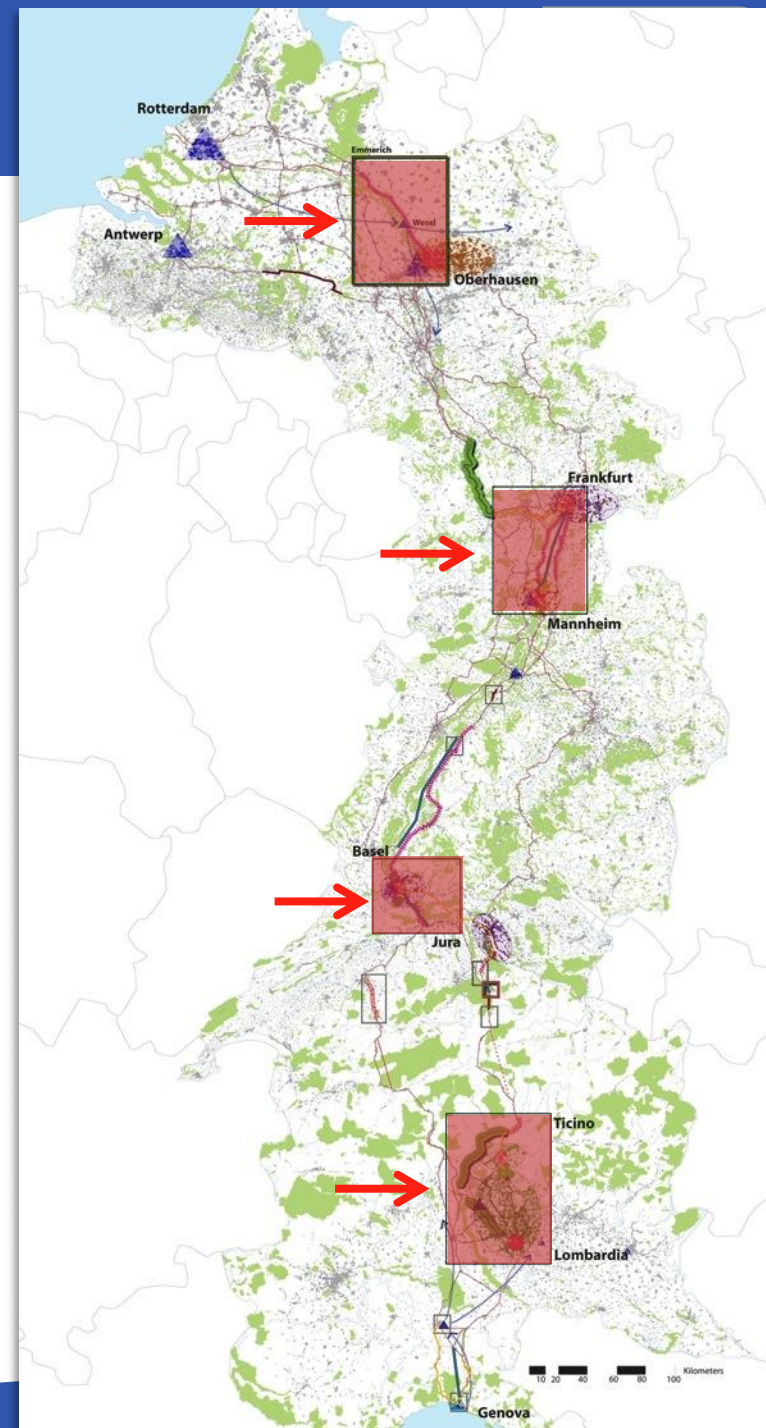 Rotterdam
Emmerich
Wesel
Antwerp
Oberhausen
Frankfurt
Mannheim
Basel
Jura
Ticino
Lombardia
Kilometers
10 20 40 60 80 100
Genova